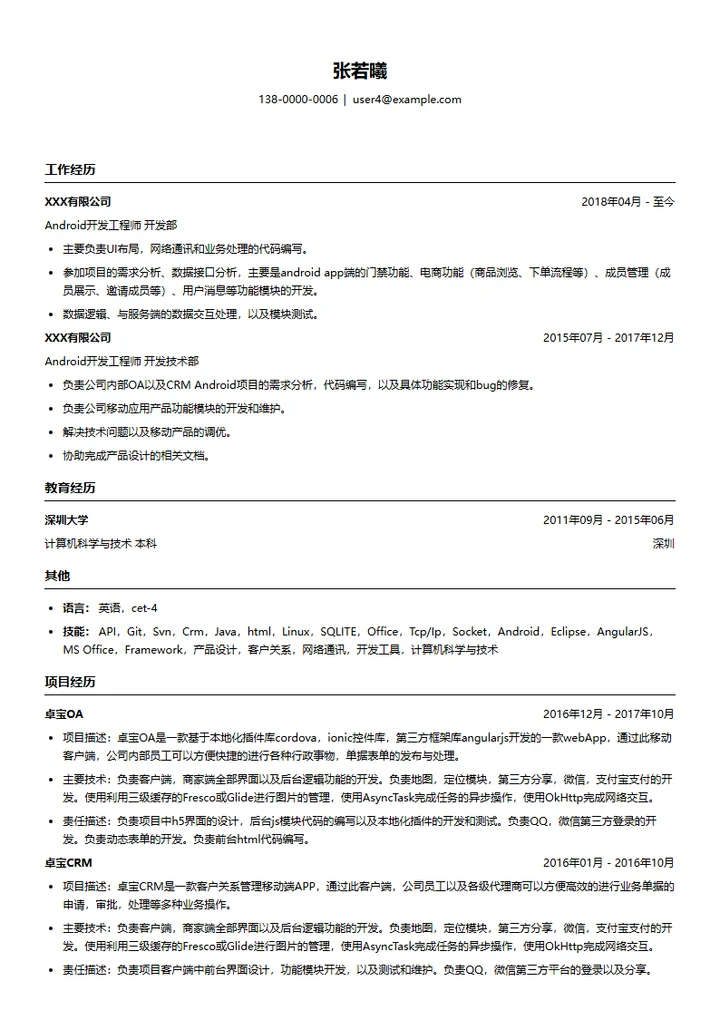 张若曦
138-0000-0006 | user4@example.com
工作经历
XXX有限公司 2018年04月 - 至今
Android开发工程师 开发部
• 主要负责UI布局，网络通讯和业务处理的代码编写。
• 参加项目的需求分析、数据接口分析，主要是android app端的门禁功能、电商功能（商品浏览、下单流程等）、成员管理（成
员展示、邀请成员等）、用户消息等功能模块的开发。
• 数据逻辑、与服务端的数据交互处理，以及模块测试。
XXX有限公司 2015年07月 - 2017年12月
Android开发工程师 开发技术部
• 负责公司内部OA以及CRM Android项目的需求分析，代码编写，以及具体功能实现和bug的修复。
• 负责公司移动应用产品功能模块的开发和维护。
• 解决技术问题以及移动产品的调优。
• 协助完成产品设计的相关文档。
教育经历
深圳大学 2011年09月 - 2015年06月
计算机科学与技术 本科 深圳
其他
• 语言： 英语，cet-4
• 技能： API，Git，Svn，Crm，Java，html，Linux，SQLITE，Office，Tcp/Ip，Socket，Android，Eclipse，AngularJS，
MS Office，Framework，产品设计，客户关系，网络通讯，开发工具，计算机科学与技术
项目经历
卓宝OA 2016年12月 - 2017年10月
• 项目描述：卓宝OA是一款基于本地化插件库cordova，ionic控件库，第三方框架库angularjs开发的一款webApp，通过此移动
客户端，公司内部员工可以方便快捷的进行各种行政事物，单据表单的发布与处理。
• 主要技术：负责客户端，商家端全部界面以及后台逻辑功能的开发。负责地图，定位模块，第三方分享，微信，支付宝支付的开
发。使用利用三级缓存的Fresco或Glide进行图片的管理，使用AsyncTask完成任务的异步操作，使用OkHttp完成网络交互。
• 责任描述：负责项目中h5界面的设计，后台js模块代码的编写以及本地化插件的开发和测试。负责QQ，微信第三方登录的开
发。负责动态表单的开发。负责前台html代码编写。
卓宝CRM 2016年01月 - 2016年10月
• 项目描述：卓宝CRM是一款客户关系管理移动端APP，通过此客户端，公司员工以及各级代理商可以方便高效的进行业务单据的
申请，审批，处理等多种业务操作。
• 主要技术：负责客户端，商家端全部界面以及后台逻辑功能的开发。负责地图，定位模块，第三方分享，微信，支付宝支付的开
发。使用利用三级缓存的Fresco或Glide进行图片的管理，使用AsyncTask完成任务的异步操作，使用OkHttp完成网络交互。
• 责任描述：负责项目客户端中前台界面设计，功能模块开发，以及测试和维护。负责QQ，微信第三方平台的登录以及分享。